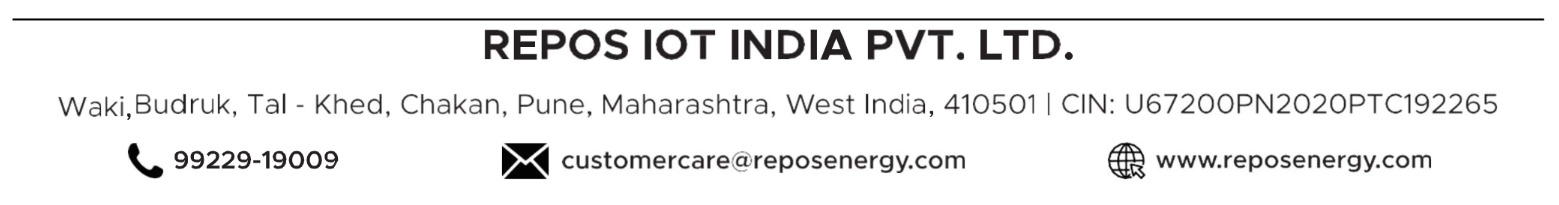 REPOS IOT INDIA PVT. LTD.
Waki,Budruk, Tal - Khed, Chakan, Pune, Maharashtra, West India, 410501 | CIN: U67200PN2020PTC192265
99229-19009 customercare@reposenergy.com www.reposenergy.com